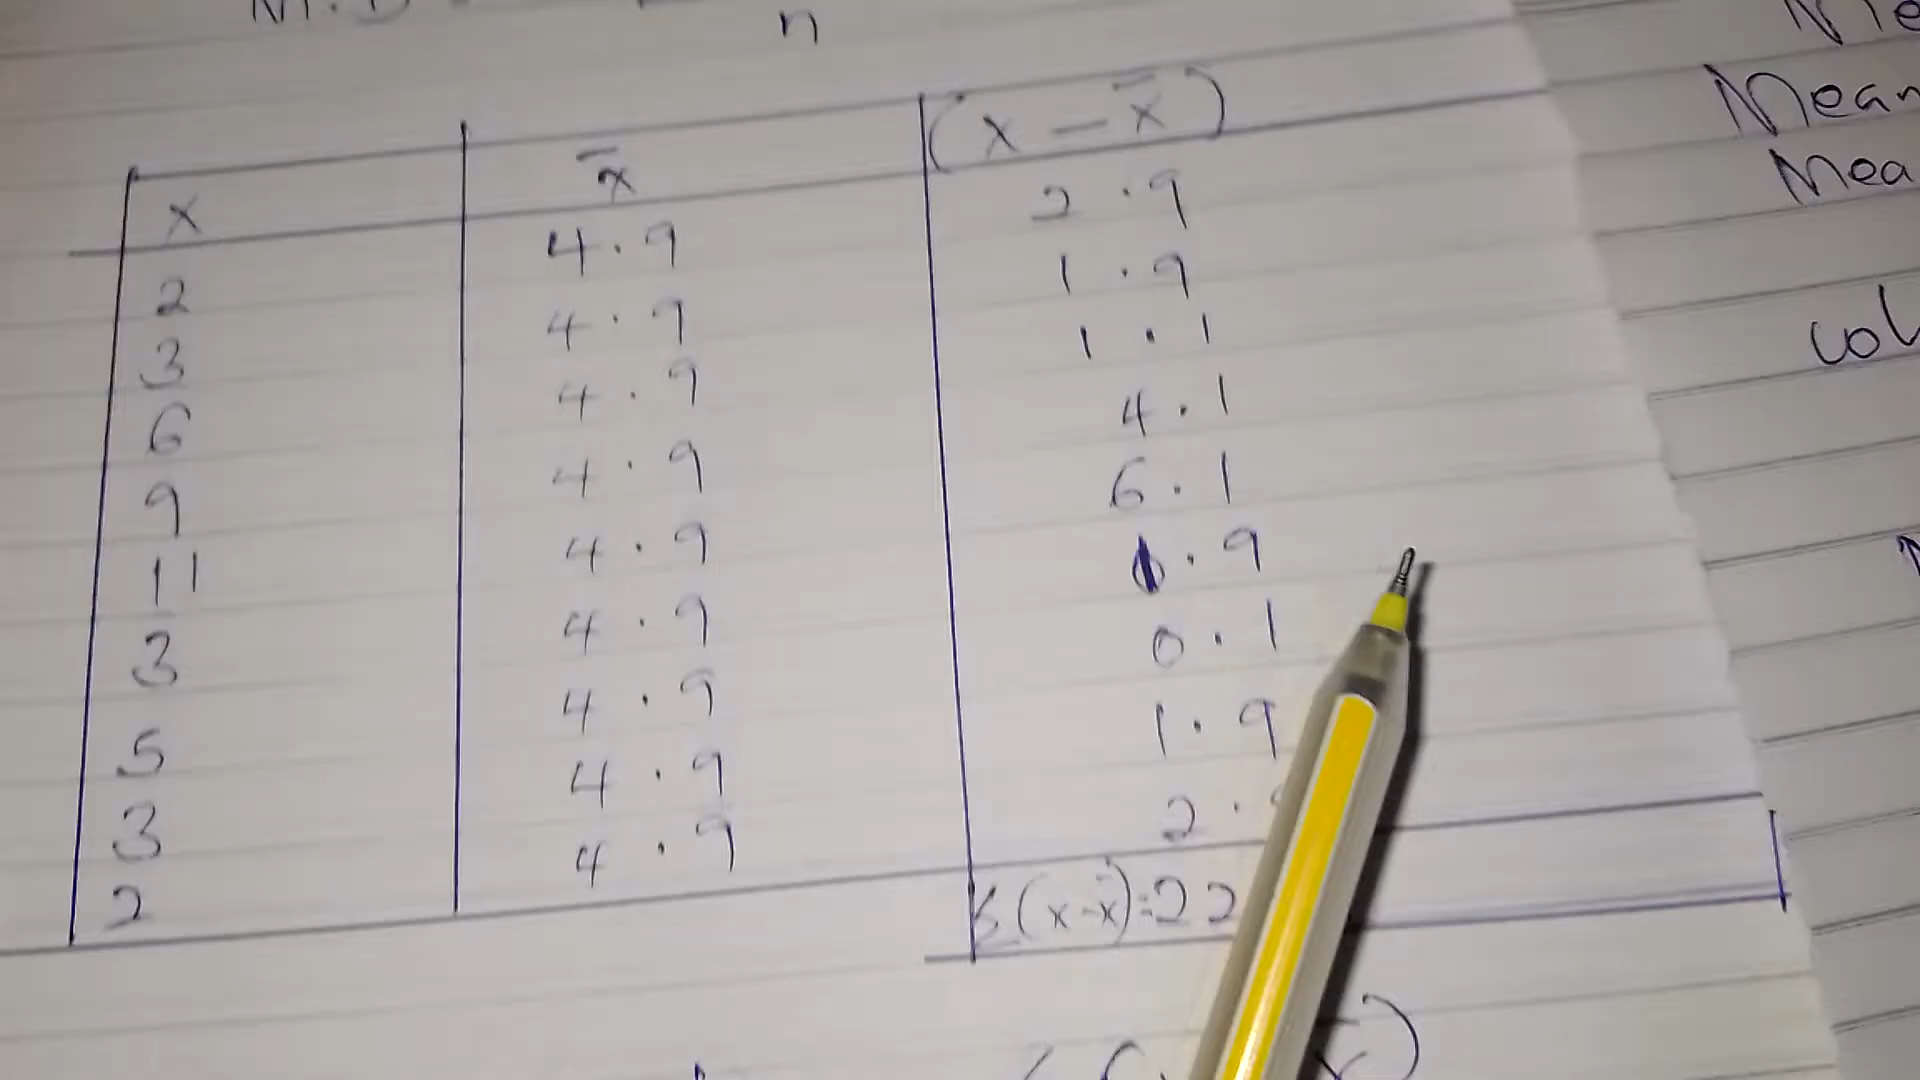 n
x x̄ (x - x̄)
2 4.9 2.9
3 4.9 1.9
6 4.9 1.1
9 4.9 4.1
11 4.9 6.1
3 4.9 1.9
5 4.9 0.1
3 4.9 1.9
2 4.9 2.
Σ(x-x̄)=22
Mean